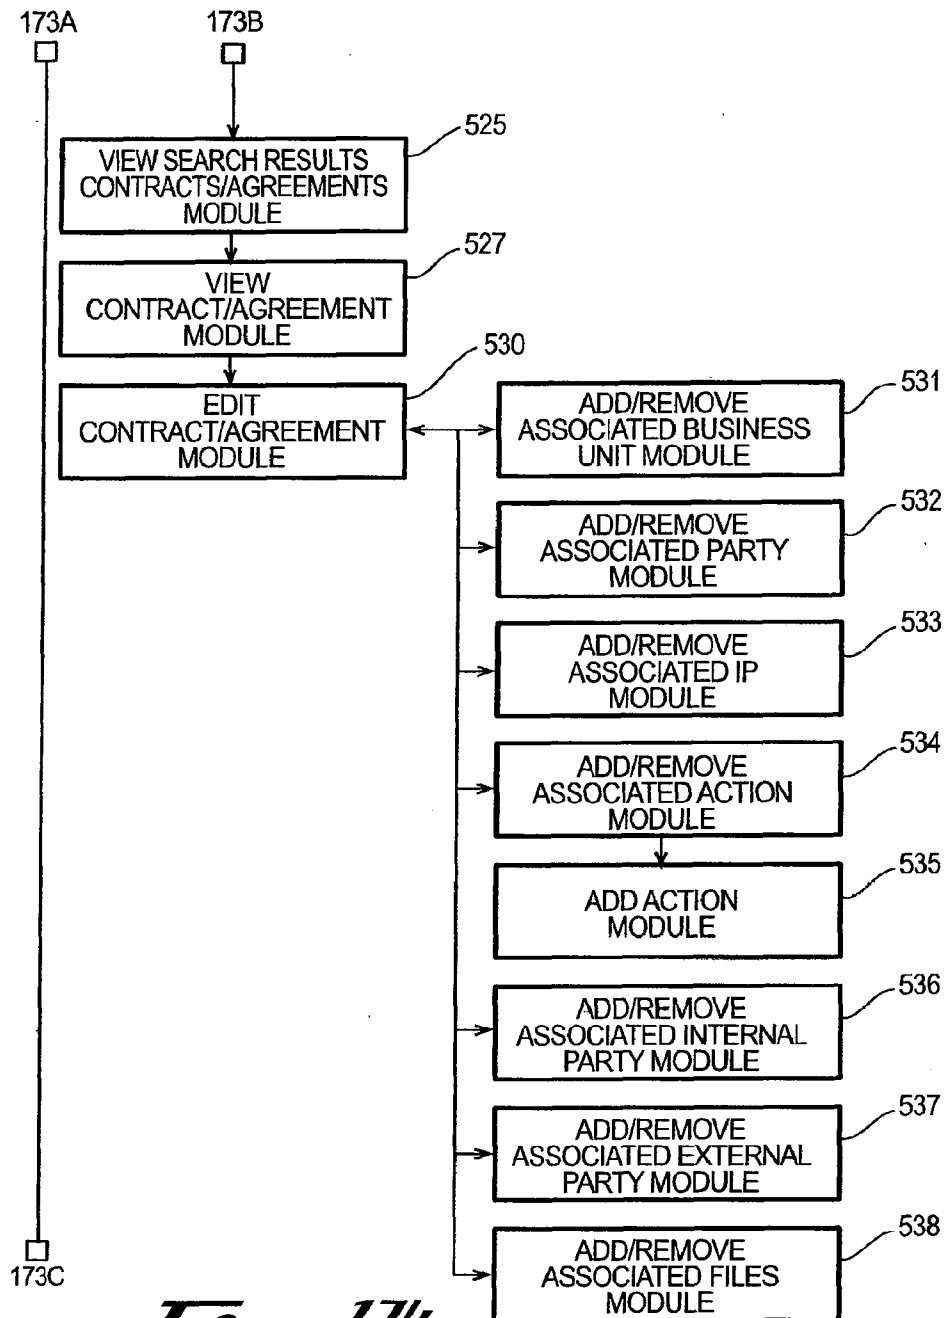 173A
173B
525
VIEW SEARCH RESULTS
CONTRACTS/AGREEMENTS
MODULE
527
VIEW
CONTRACT/AGREEMENT
MODULE
530
EDIT
CONTRACT/AGREEMENT
MODULE
531
ADD/REMOVE
ASSOCIATED BUSINESS
UNIT MODULE
532
ADD/REMOVE
ASSOCIATED PARTY
MODULE
533
ADD/REMOVE
ASSOCIATED IP
MODULE
534
ADD/REMOVE
ASSOCIATED ACTION
MODULE
535
ADD ACTION
MODULE
536
ADD/REMOVE
ASSOCIATED INTERNAL
PARTY MODULE
537
ADD/REMOVE
ASSOCIATED EXTERNAL
PARTY MODULE
538
ADD/REMOVE
ASSOCIATED FILES
MODULE
173C